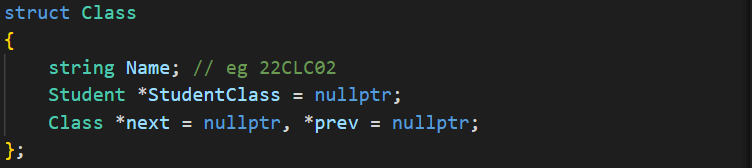 struct Class
{
    string Name; // eg 22CLC02
    Student *StudentClass = nullptr;
    Class *next = nullptr, *prev = nullptr;
};